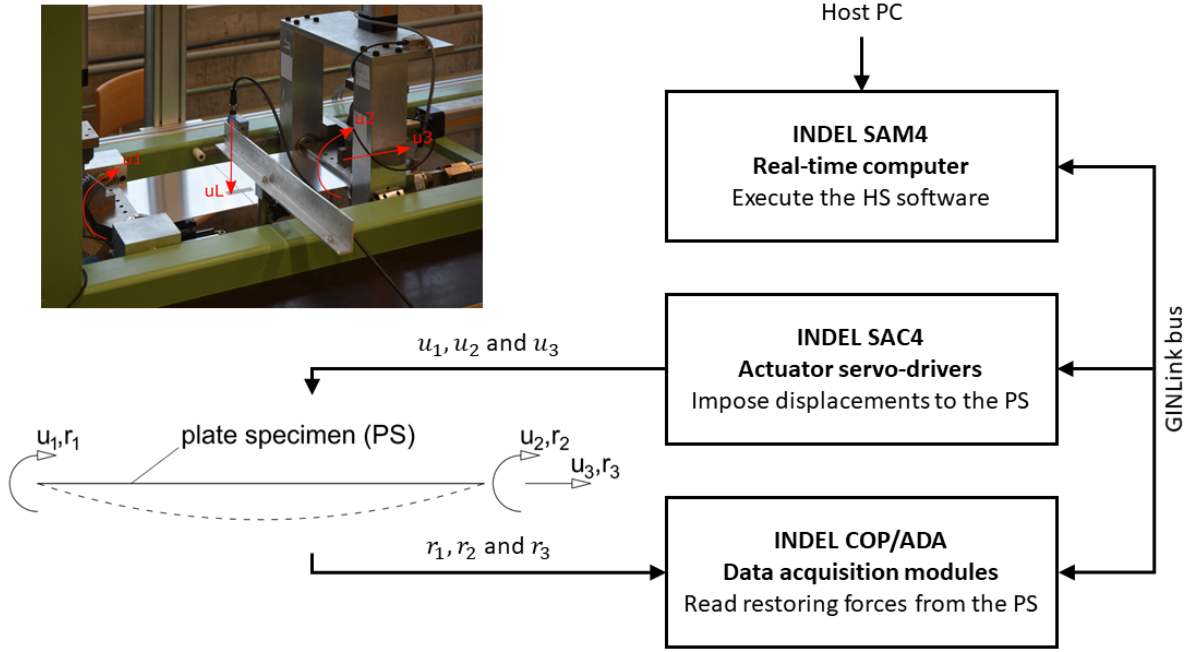 Host PC
INDEL SAM4
Real-time computer
Execute the HS software
u1
uL
u2
u3
INDEL SAC4
Actuator servo-drivers
Impose displacements to the PS
GINLink bus
u₁, u₂ and u₃
plate specimen (PS)
u₁,r₁
u₂,r₂
u₃,r₃
r₁, r₂ and r₃
INDEL COP/ADA
Data acquisition modules
Read restoring forces from the PS